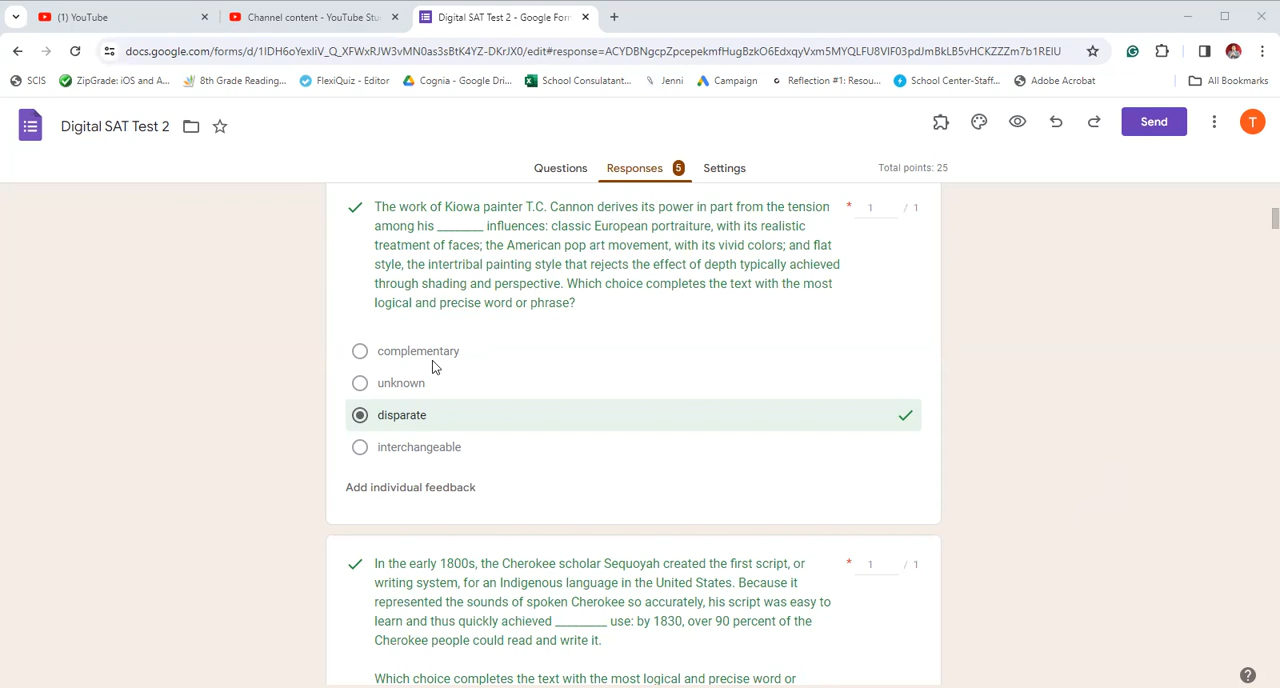 (1) YouTube
Channel content - YouTube Stu
Digital SAT Test 2 - Google For
docs.google.com/forms/d/1IDH6oYexIiV_Q_XFWxRJW3vMN0as3sBtK4YZ-DKrJX0/edit#response=ACYDBNgcpZpcepekmfHugBzkO6EdxqyVxm5MYQLFU8VlF03pdJmBkLB5vHCKZZZm7b1REIU
SCIS
ZipGrade: iOS and A...
8th Grade Reading...
FlexiQuiz - Editor
Cognia - Google Dri...
School Consulatant...
Jenni
Campaign
Reflection #1: Resou...
School Center-Staff...
Adobe Acrobat
All Bookmarks
Digital SAT Test 2
Send
T
Questions
Responses 5
Settings
Total points: 25
The work of Kiowa painter T.C. Cannon derives its power in part from the tension * 1 / 1
among his _______ influences: classic European portraiture, with its realistic
treatment of faces; the American pop art movement, with its vivid colors; and flat
style, the intertribal painting style that rejects the effect of depth typically achieved
through shading and perspective. Which choice completes the text with the most
logical and precise word or phrase?
complementary
unknown
disparate
interchangeable
Add individual feedback
In the early 1800s, the Cherokee scholar Sequoyah created the first script, or * 1 / 1
writing system, for an Indigenous language in the United States. Because it
represented the sounds of spoken Cherokee so accurately, his script was easy to
learn and thus quickly achieved ________ use: by 1830, over 90 percent of the
Cherokee people could read and write it.
Which choice completes the text with the most logical and precise word or